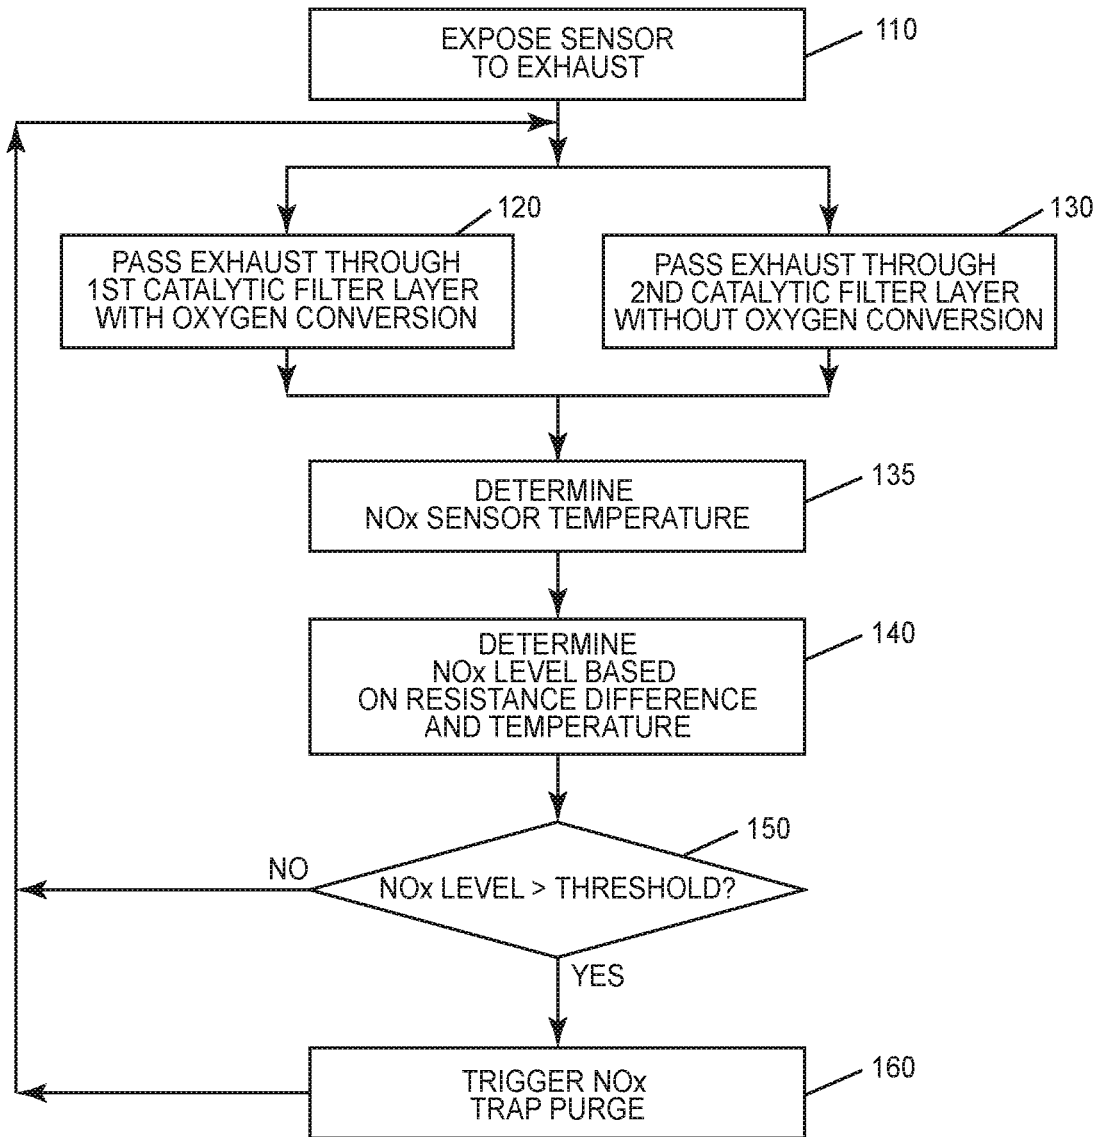 EXPOSE SENSOR
TO EXHAUST
110
120
130
PASS EXHAUST THROUGH
1ST CATALYTIC FILTER LAYER
WITH OXYGEN CONVERSION
PASS EXHAUST THROUGH
2ND CATALYTIC FILTER LAYER
WITHOUT OXYGEN CONVERSION
DETERMINE
NOx SENSOR TEMPERATURE
135
DETERMINE
NOx LEVEL BASED
ON RESISTANCE DIFFERENCE
AND TEMPERATURE
140
150
NO
NOx LEVEL > THRESHOLD?
YES
TRIGGER NOx
TRAP PURGE
160